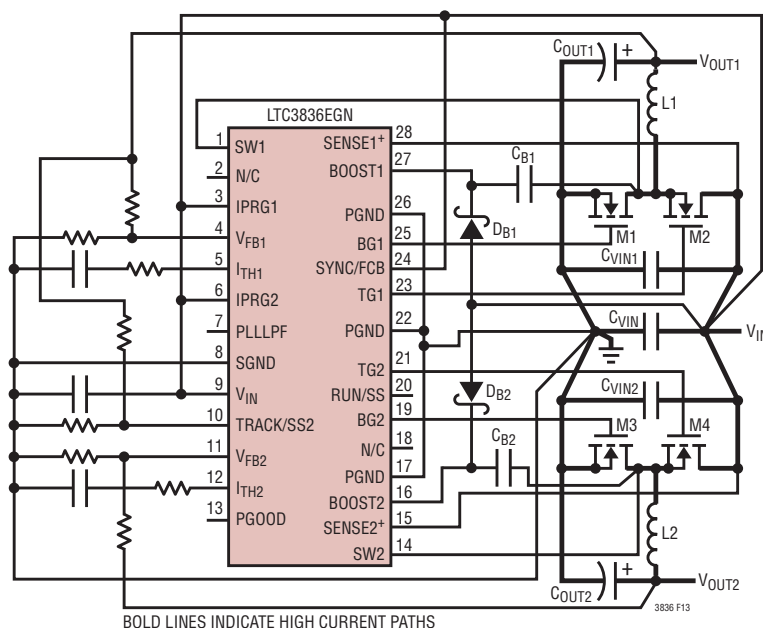 COUT1
+
VOUT1
L1
LTC3836EGN
1 SW1
2 N/C
3 IPRG1
4 VFB1
5 ITH1
6 IPRG2
7 PLLLPF
8 SGND
9 VIN
10 TRACK/SS2
11 VFB2
12 ITH2
13 PGOOD
SENSE1+ 28
BOOST1 27
PGND 26
BG1 25
SYNC/FCB 24
TG1 23
PGND 22
TG2 21
RUN/SS 20
BG2 19
N/C 18
PGND 17
BOOST2 16
SENSE2+ 15
SW2 14
CB1
DB1
M1
M2
CVIN1
CVIN
VI
DB2
CVIN2
M3
M4
CB2
L2
COUT2
+
VOUT2
3836 F13
BOLD LINES INDICATE HIGH CURRENT PATHS